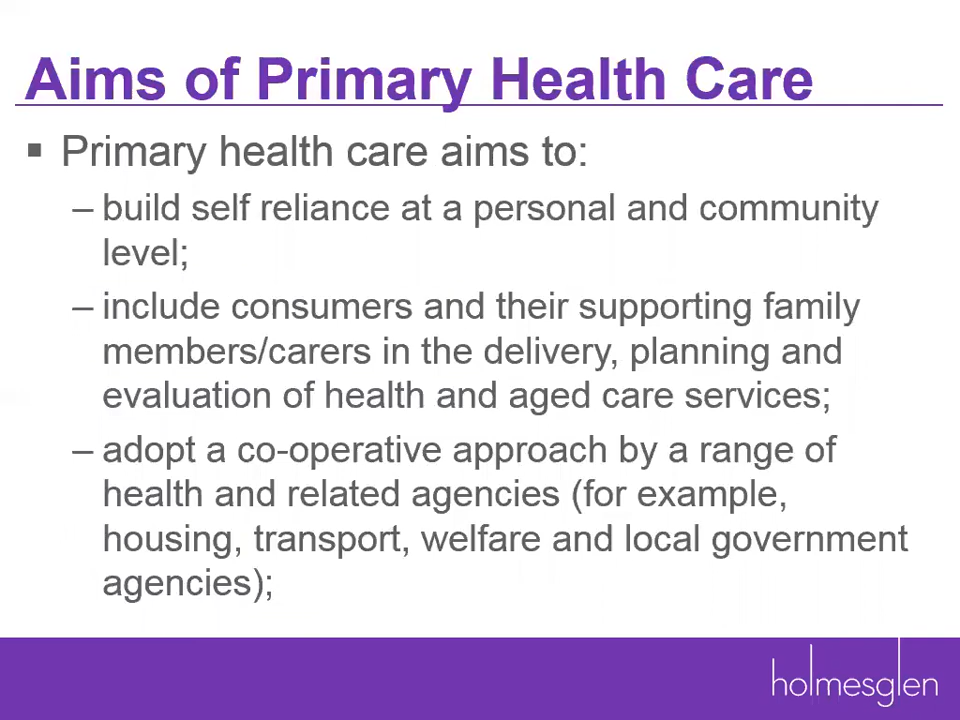 Aims of Primary Health Care
▪ Primary health care aims to:
– build self reliance at a personal and community
level;
– include consumers and their supporting family
members/carers in the delivery, planning and
evaluation of health and aged care services;
– adopt a co-operative approach by a range of
health and related agencies (for example,
housing, transport, welfare and local government
agencies);
holmesglen